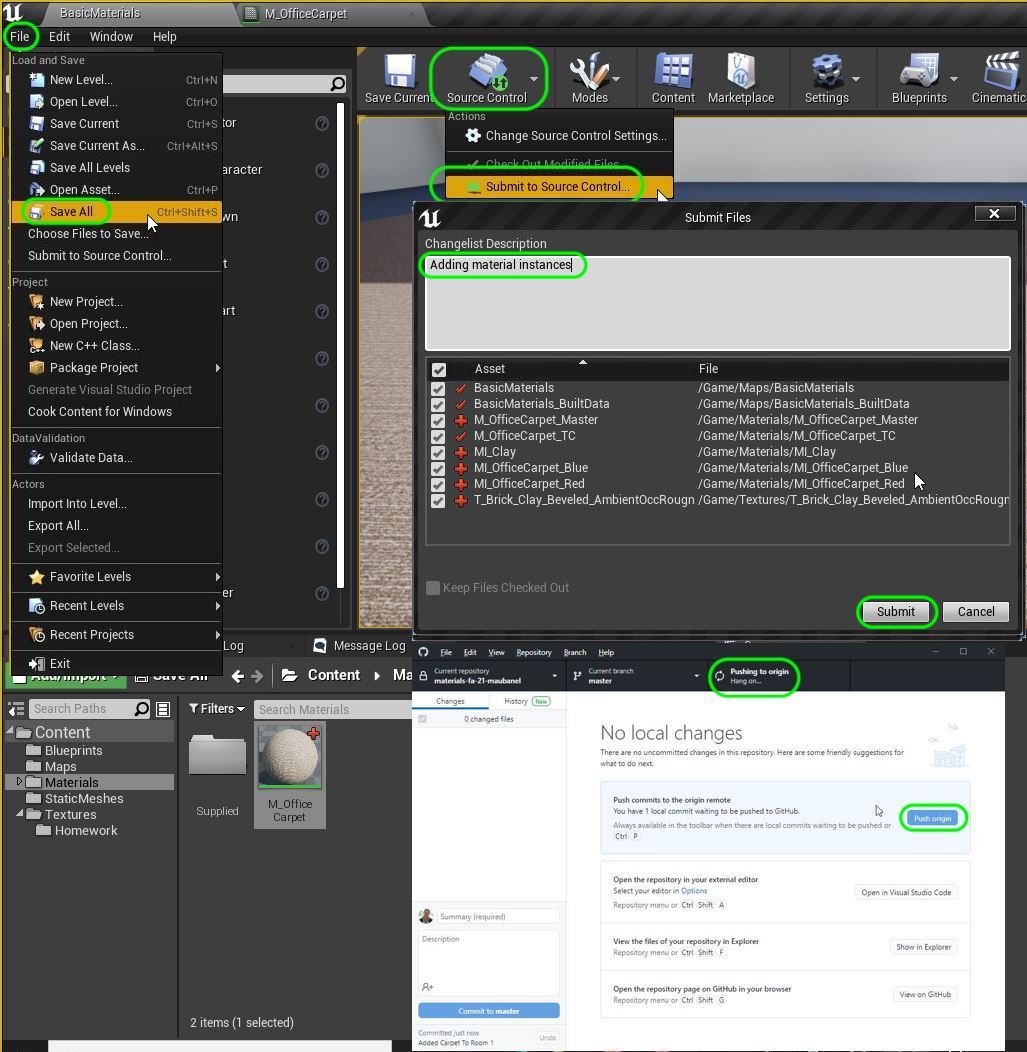 BasicMaterials
M_OfficeCarpet
File Edit Window Help
Load and Save
New Level... Ctrl+N
Open Level... Ctrl+O
Save Current Ctrl+S
Save Current As... Ctrl+Alt+S
Save All Levels
Open Asset... Ctrl+P
Save All Ctrl+Shift+S
Choose Files to Save...
Submit to Source Control...
Project
New Project...
Open Project...
New C++ Class...
Package Project
Generate Visual Studio Project
Cook Content for Windows
DataValidation
Validate Data...
Actors
Import Into Level...
Export All...
Export Selected...
Favorite Levels
Recent Levels
Recent Projects
Exit
Save Current
Source Control
Modes
Content
Marketplace
Settings
Blueprints
Cinematic
Actions
Change Source Control Settings...
Check Out Modified Files
Submit to Source Control...
Submit Files
Changelist Description
Adding material instances
Asset File
BasicMaterials /Game/Maps/BasicMaterials
BasicMaterials_BuiltData /Game/Maps/BasicMaterials_BuiltData
M_OfficeCarpet_Master /Game/Materials/M_OfficeCarpet_Master
M_OfficeCarpet_TC /Game/Materials/M_OfficeCarpet_TC
MI_Clay /Game/Materials/MI_Clay
MI_OfficeCarpet_Blue /Game/Materials/MI_OfficeCarpet_Blue
MI_OfficeCarpet_Red /Game/Materials/MI_OfficeCarpet_Red
T_Brick_Clay_Beveled_AmbientOccRougn /Game/Textures/T_Brick_Clay_Beveled_AmbientOccRougn
Keep Files Checked Out
Submit
Cancel
Log
Message Log
Add/Import
Save All
Content
Ma
Search Paths
Filters
Search Materials
Content
Blueprints
Maps
Materials
StaticMeshes
Textures
Homework
Supplied
M_Office
Carpet
2 items (1 selected)
File Edit View Repository Branch Help
Current repository
materials-fa-21-maubanel
Current branch
master
Pushing to origin
Hang on...
Changes
History New
0 changed files
No local changes
There are no uncommitted changes in this repository. Here are some friendly suggestions for
what to do next.
Push commits to the origin remote
You have 1 local commit waiting to be pushed to GitHub.
Always available in the toolbar when there are local commits waiting to be pushed or
Ctrl P
Push origin
Open the repository in your external editor
Select your editor in Options
Repository menu or Ctrl Shift A
Open in Visual Studio Code
View the files of your repository in Explorer
Repository menu or Ctrl Shift F
Show in Explorer
Open the repository page on GitHub in your browser
Repository menu or Ctrl Shift G
View on GitHub
Summary (required)
Description
Commit to master
Committed just now
Added Carpet To Room 1
Undo